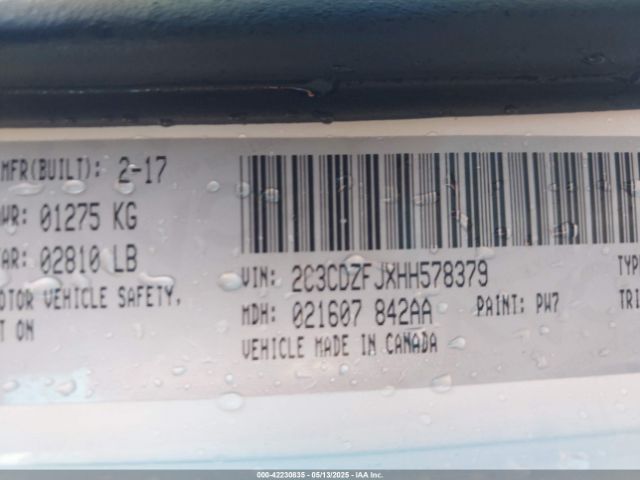 MFR(BUILT): 2-17
WR: 01275 KG
AR: 02810 LB
OTOR VEHICLE SAFETY,
T ON
VIN: 2C3CDZFJXHH578379
TYP
MDH: 021607 842AA
PAINT: PW7
TRI
VEHICLE MADE IN CANADA
000-42230635 - 05/13/2025 - IAA Inc.